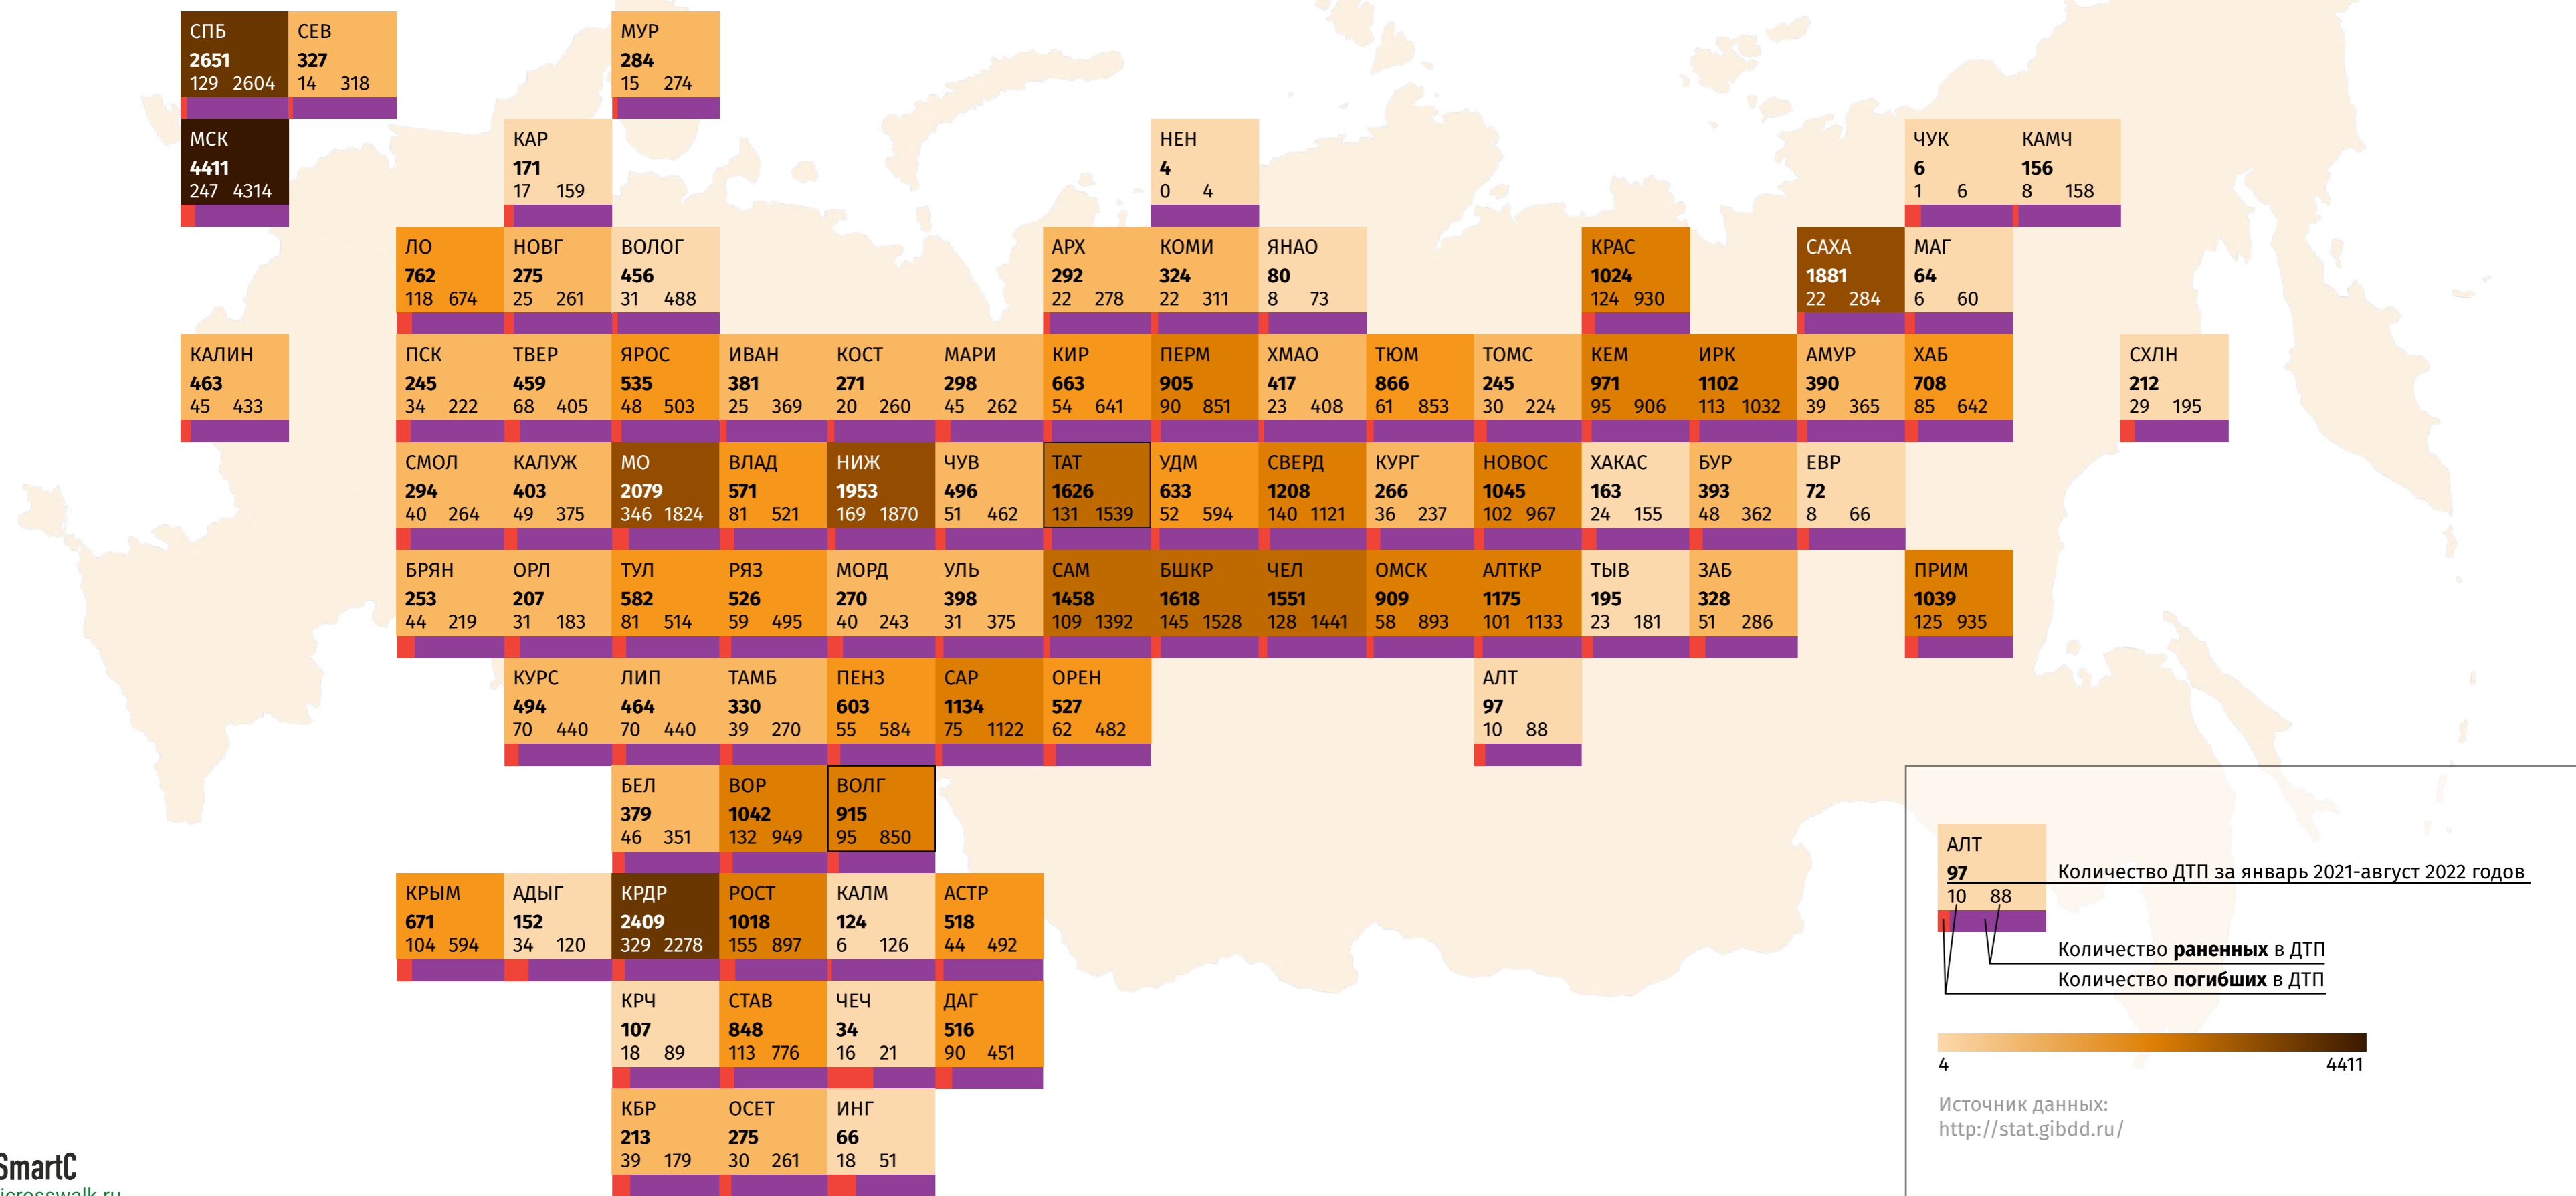 СПБ
2651
129 2604
СЕВ
327
14 318
МУР
284
15 274
МСК
4411
247 4314
КАР
171
17 159
НЕН
4
0 4
ЧУК
6
1 6
КАМЧ
156
8 158
ЛО
762
118 674
НОВГ
275
25 261
ВОЛОГ
456
31 488
АРХ
292
22 278
КОМИ
324
22 311
ЯНАО
80
8 73
КРАС
1024
124 930
САХА
1881
22 284
МАГ
64
6 60
КАЛИН
463
45 433
ПСК
245
34 222
ТВЕР
459
68 405
ЯРОС
535
48 503
ИВАН
381
25 369
КОСТ
271
20 260
МАРИ
298
45 262
КИР
663
54 641
ПЕРМ
905
90 851
ХМАО
417
23 408
ТЮМ
866
61 853
ТОМС
245
30 224
КЕМ
971
95 906
ИРК
1102
113 1032
АМУР
390
39 365
ХАБ
708
85 642
СХЛН
212
29 195
СМОЛ
294
40 264
КАЛУЖ
403
49 375
МО
2079
346 1824
ВЛАД
571
81 521
НИЖ
1953
169 1870
ЧУВ
496
51 462
ТАТ
1626
131 1539
УДМ
633
52 594
СВЕРД
1208
140 1121
КУРГ
266
36 237
НОВОС
1045
102 967
ХАКАС
163
24 155
БУР
393
48 362
ЕВР
72
8 66
БРЯН
253
44 219
ОРЛ
207
31 183
ТУЛ
582
81 514
РЯЗ
526
59 495
МОРД
270
40 243
УЛЬ
398
31 375
САМ
1458
109 1392
БШКР
1618
145 1528
ЧЕЛ
1551
128 1441
ОМСК
909
58 893
АЛТКР
1175
101 1133
ТЫВ
195
23 181
ЗАБ
328
51 286
ПРИМ
1039
125 935
КУРС
494
70 440
ЛИП
464
70 440
ТАМБ
330
39 270
ПЕНЗ
603
55 584
САР
1134
75 1122
ОРЕН
527
62 482
АЛТ
97
10 88
БЕЛ
379
46 351
ВОР
1042
132 949
ВОЛГ
915
95 850
КРЫМ
671
104 594
АДЫГ
152
34 120
КРДР
2409
329 2278
РОСТ
1018
155 897
КАЛМ
124
6 126
АСТР
518
44 492
КРЧ
107
18 89
СТАВ
848
113 776
ЧЕЧ
34
16 21
ДАГ
516
90 451
КБР
213
39 179
ОСЕТ
275
30 261
ИНГ
66
18 51
АЛТ
97
10 88
Количество ДТП за январь 2021-август 2022 годов
Количество раненных в ДТП
Количество погибших в ДТП
4 4411
Источник данных:
http://stat.gibdd.ru/
SmartC
icrosswalk.ru